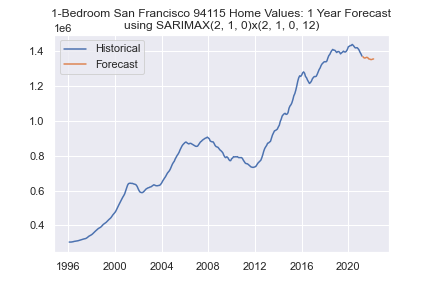 1-Bedroom San Francisco 94115 Home Values: 1 Year Forecast
using SARIMAX(2, 1, 0)x(2, 1, 0, 12)
1e6
Historical
Forecast
1.4
1.2
1.0
0.8
0.6
0.4
1996 2000 2004 2008 2012 2016 2020